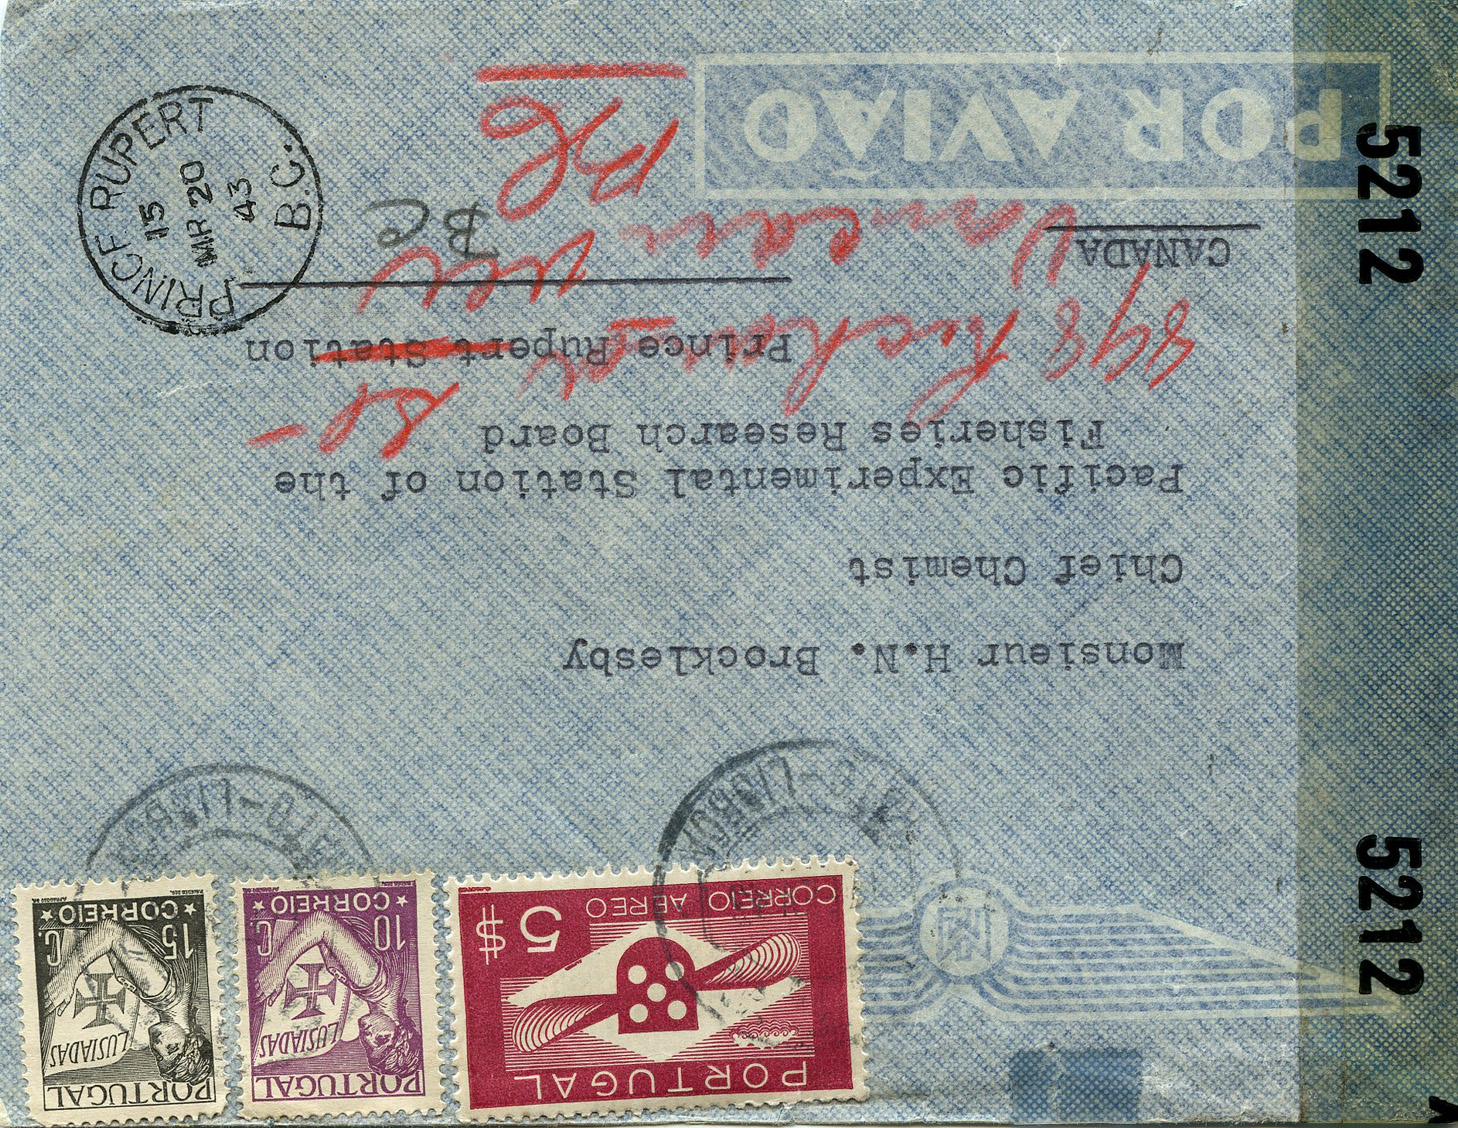 PORTUGAL
5$
CORREIO AEREO
PORTUGAL
LUSIADAS
10 C.
CORREIO
PORTUGAL
LUSIADAS
15 C.
CORREIO
5212
5212
Monsieur H.N. Brocklesby
Chief Chemist
Pacific Experimental Station of the
Fisheries Research Board
Prince Rupert Station
St-
CANADA
Vancouver
BC
BC
POR AVIÃO
PRINCE RUPERT
15
MR 20
43
B.C.